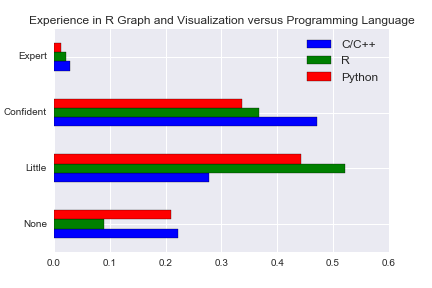 Experience in R Graph and Visualization versus Programming Language
C/C++
R
Python
Expert
Confident
Little
None
0.0 0.1 0.2 0.3 0.4 0.5 0.6